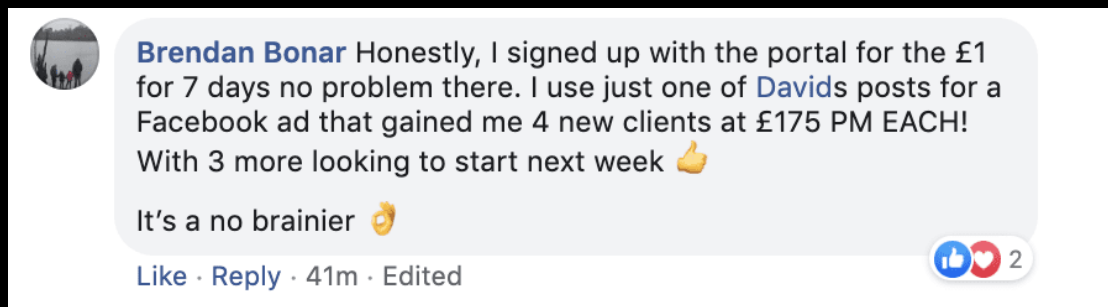 Brendan Bonar Honestly, I signed up with the portal for the £1
for 7 days no problem there. I use just one of Davids posts for a
Facebook ad that gained me 4 new clients at £175 PM EACH!
With 3 more looking to start next week 👍
It's a no brainier 👌
2
Like · Reply · 41m · Edited